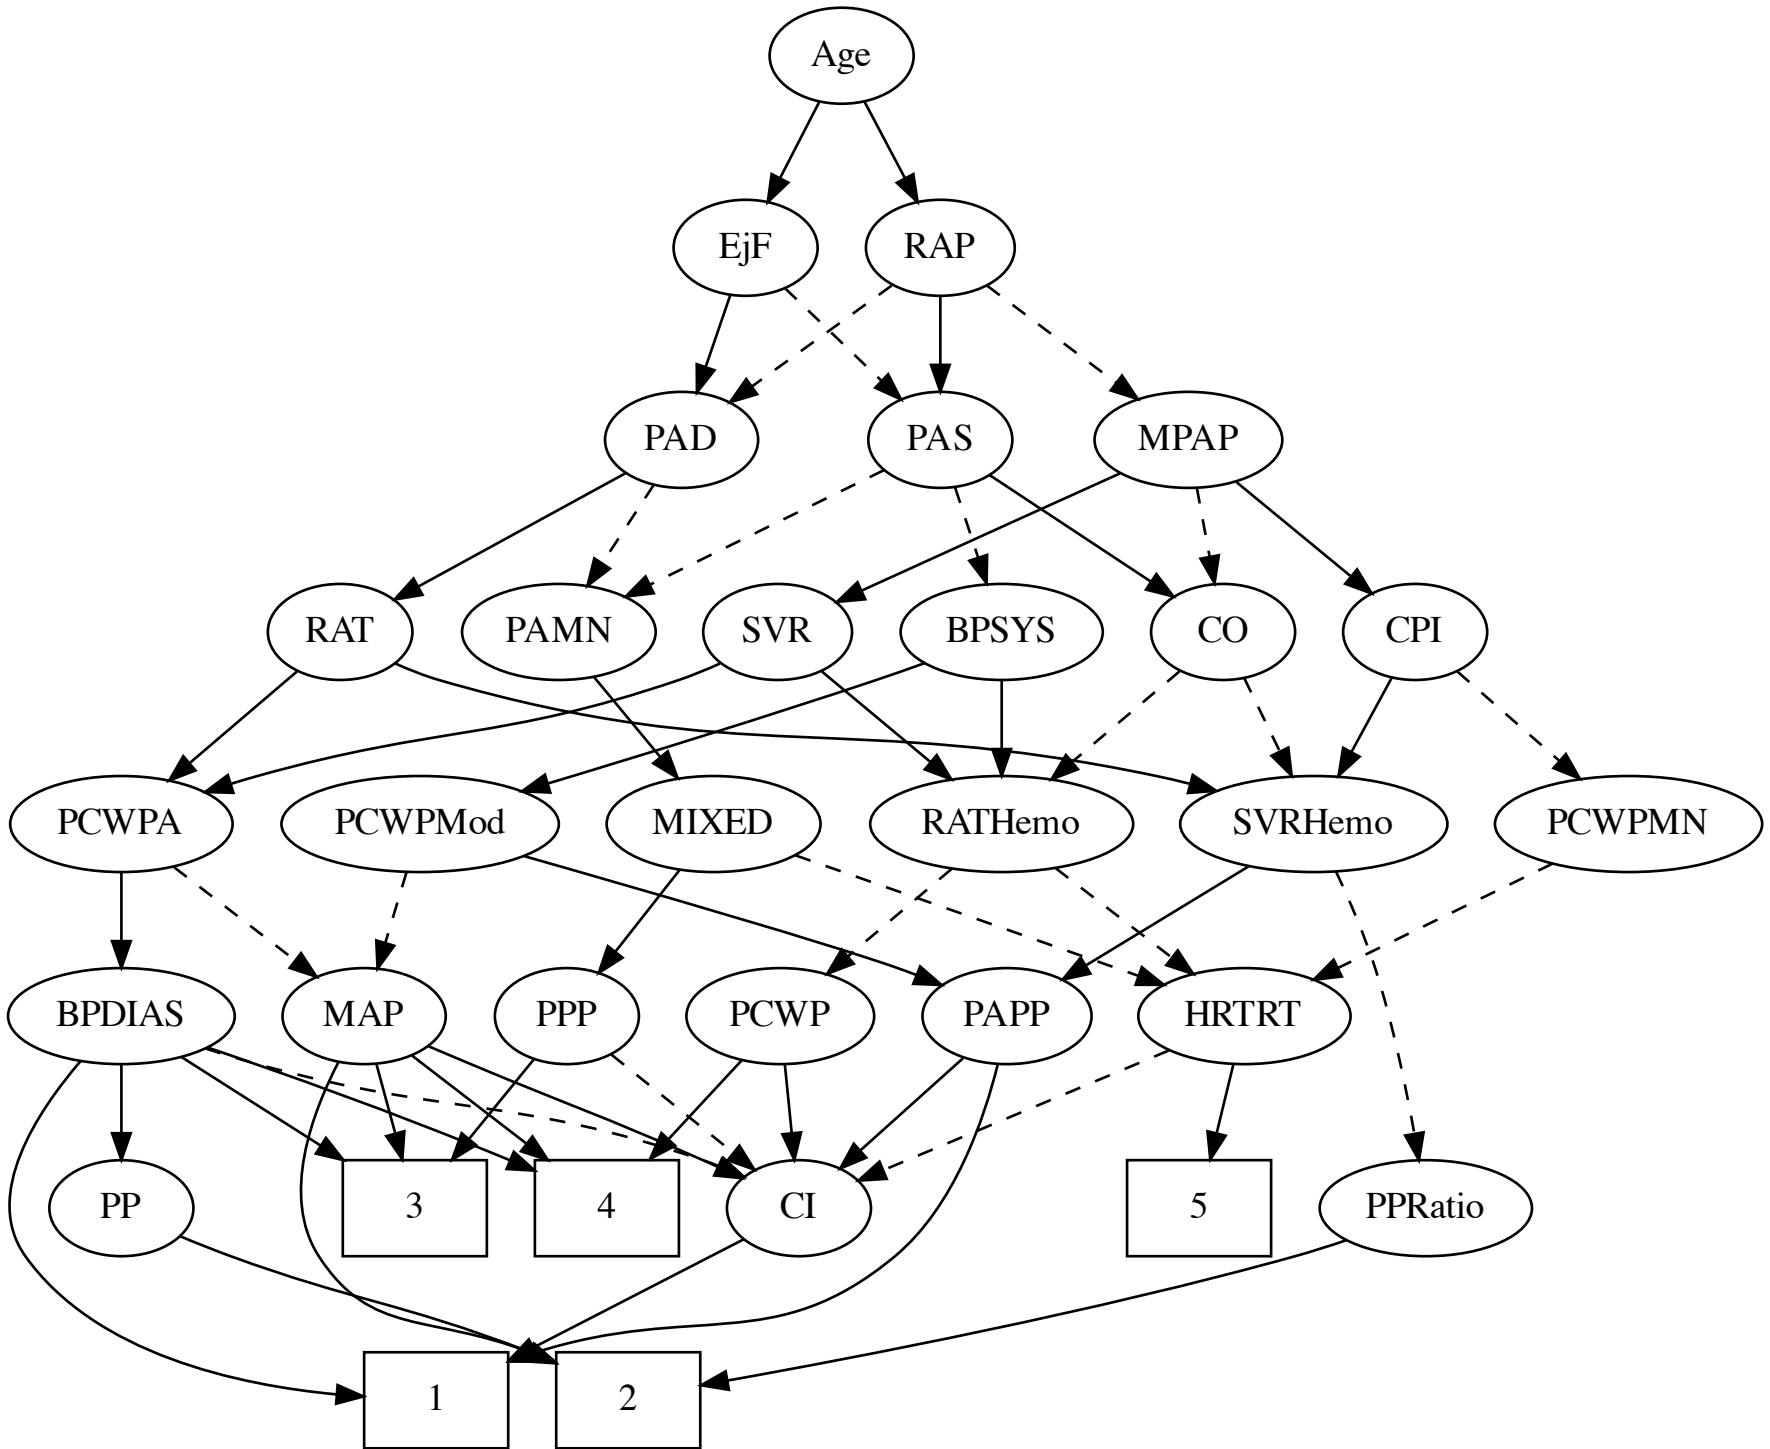 Age
EjF
RAP
PAD
PAS
MPAP
RAT
PAMN
SVR
BPSYS
CO
CPI
PCWPA
PCWPMod
MIXED
RATHemo
SVRHemo
PCWPMN
BPDIAS
MAP
PPP
PCWP
PAPP
HRTRT
PP
3
4
CI
5
PPRatio
1
2